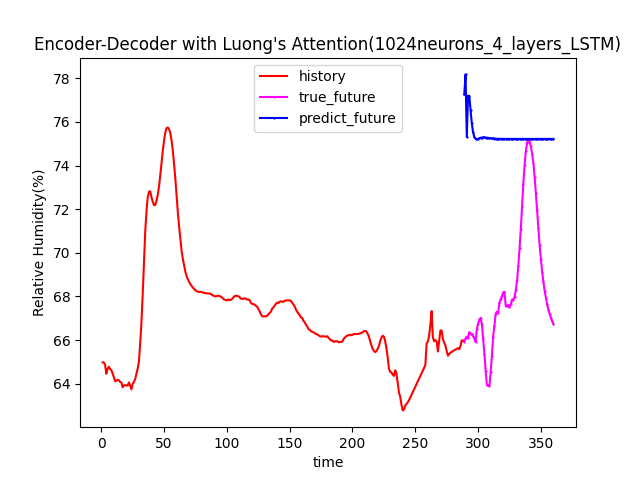 Encoder-Decoder with Luong's Attention(1024neurons_4_layers_LSTM)
history
true_future
predict_future
Relative Humidity(%)
78
76
74
72
70
68
66
64
0 50 100 150 200 250 300 350
time